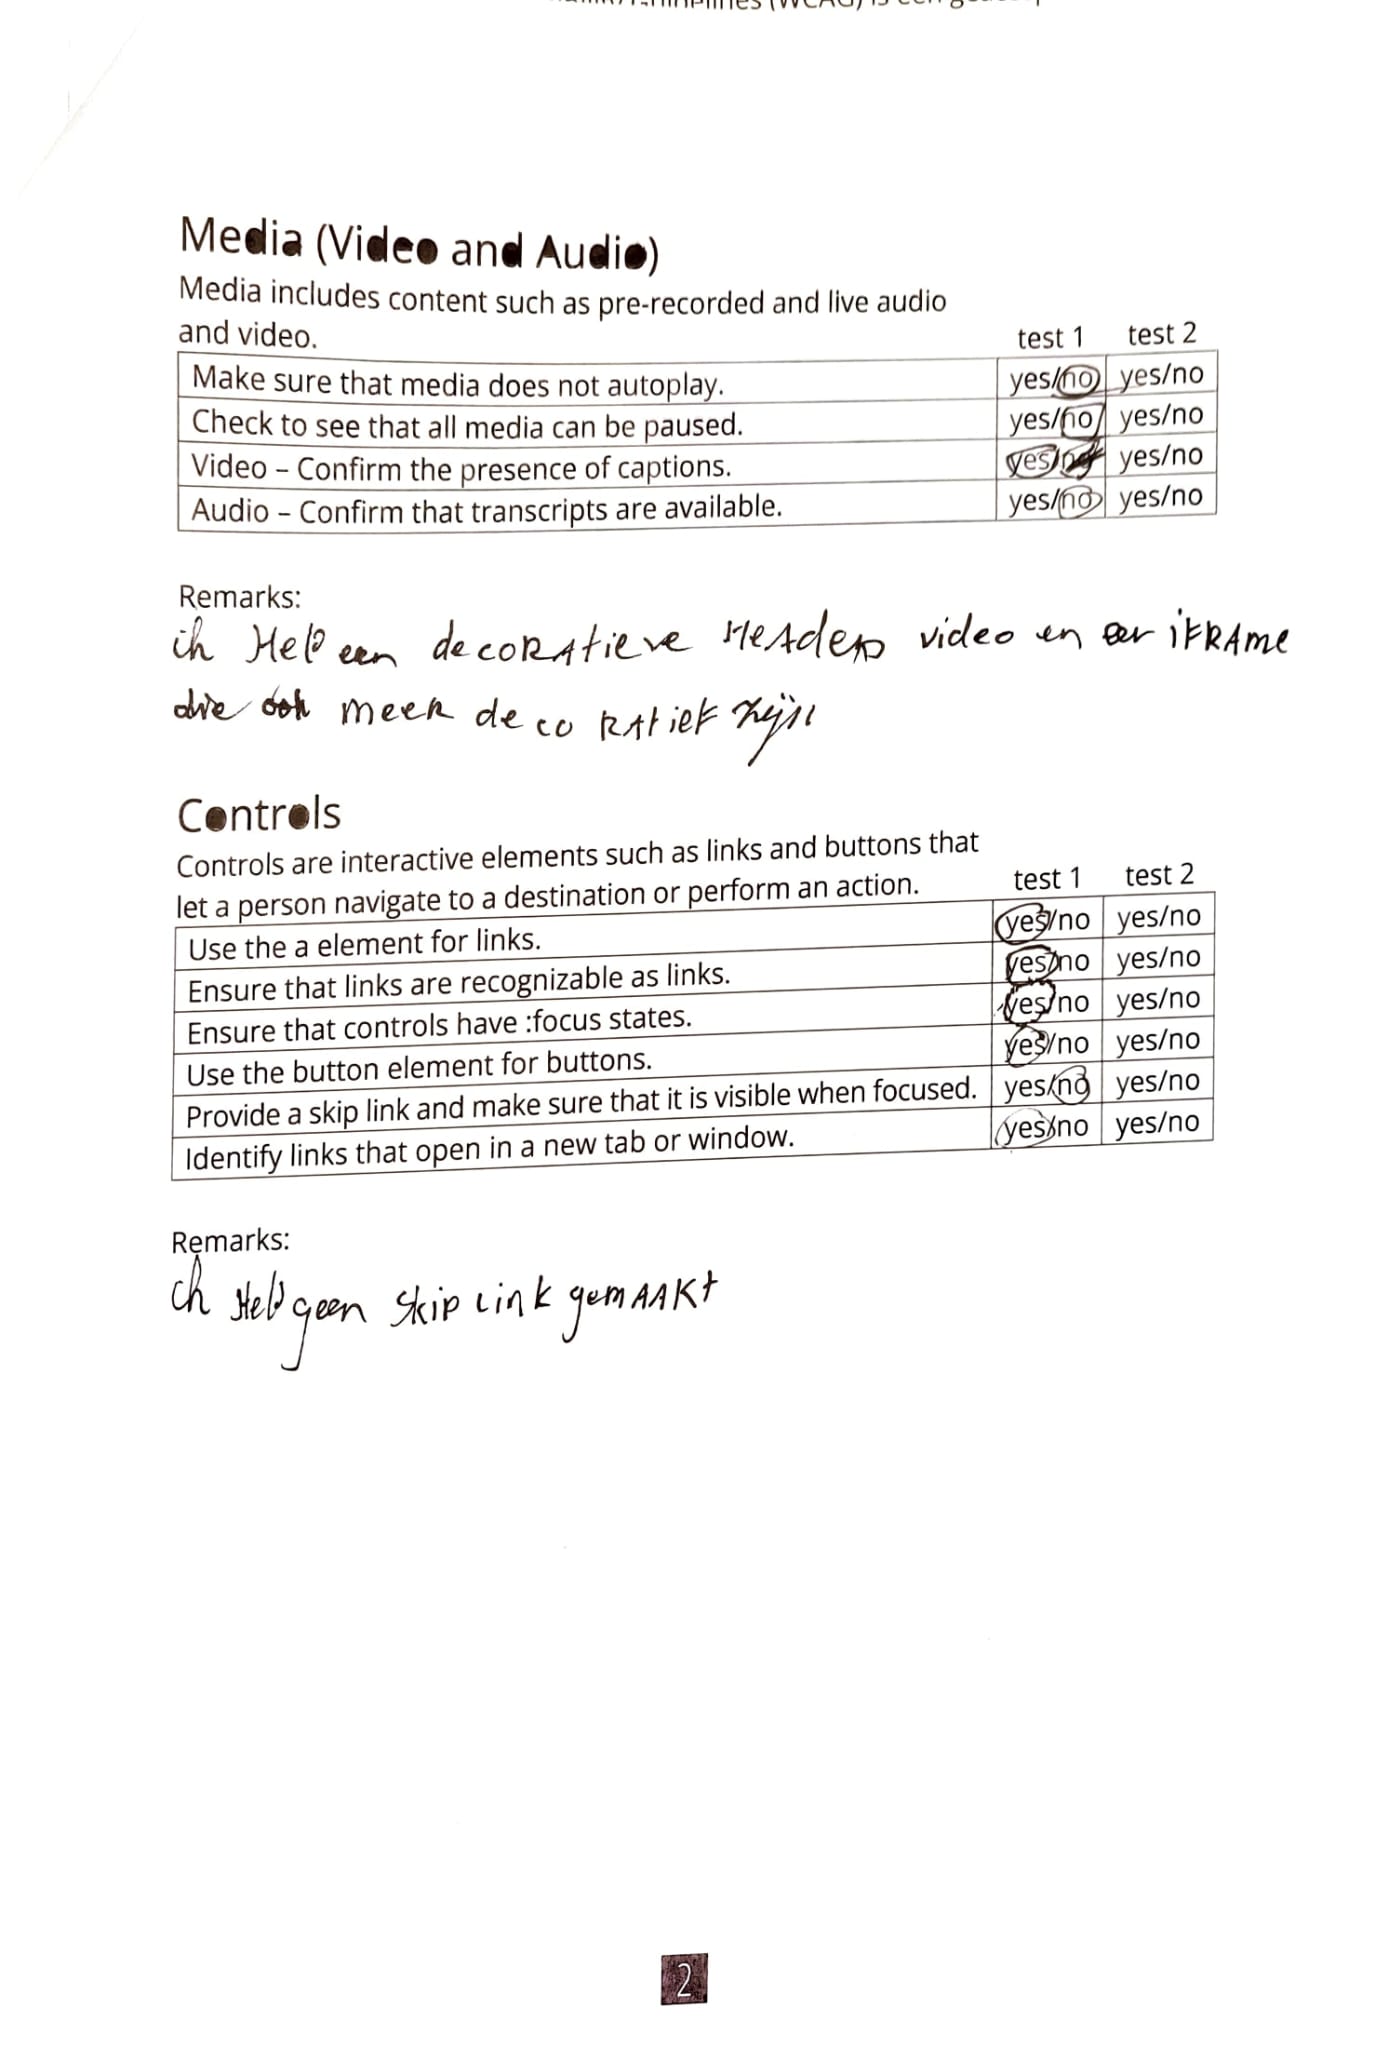 Media (Video and Audio)
Media includes content such as pre-recorded and live audio
and video.
test 1 test 2
Make sure that media does not autoplay. yes/no yes/no
Check to see that all media can be paused. yes/no yes/no
Video – Confirm the presence of captions. yes/no yes/no
Audio – Confirm that transcripts are available. yes/no yes/no
Remarks:
ik Heb een decoratieve Header video en een iFRAme
die ook meer decoratief zijn
Controls
Controls are interactive elements such as links and buttons that
let a person navigate to a destination or perform an action.
test 1 test 2
Use the a element for links. yes/no yes/no
Ensure that links are recognizable as links. yes/no yes/no
Ensure that controls have :focus states. yes/no yes/no
Use the button element for buttons. yes/no yes/no
Provide a skip link and make sure that it is visible when focused. yes/no yes/no
Identify links that open in a new tab or window. yes/no yes/no
Remarks:
ik Heb geen skip link gemAAKt
2